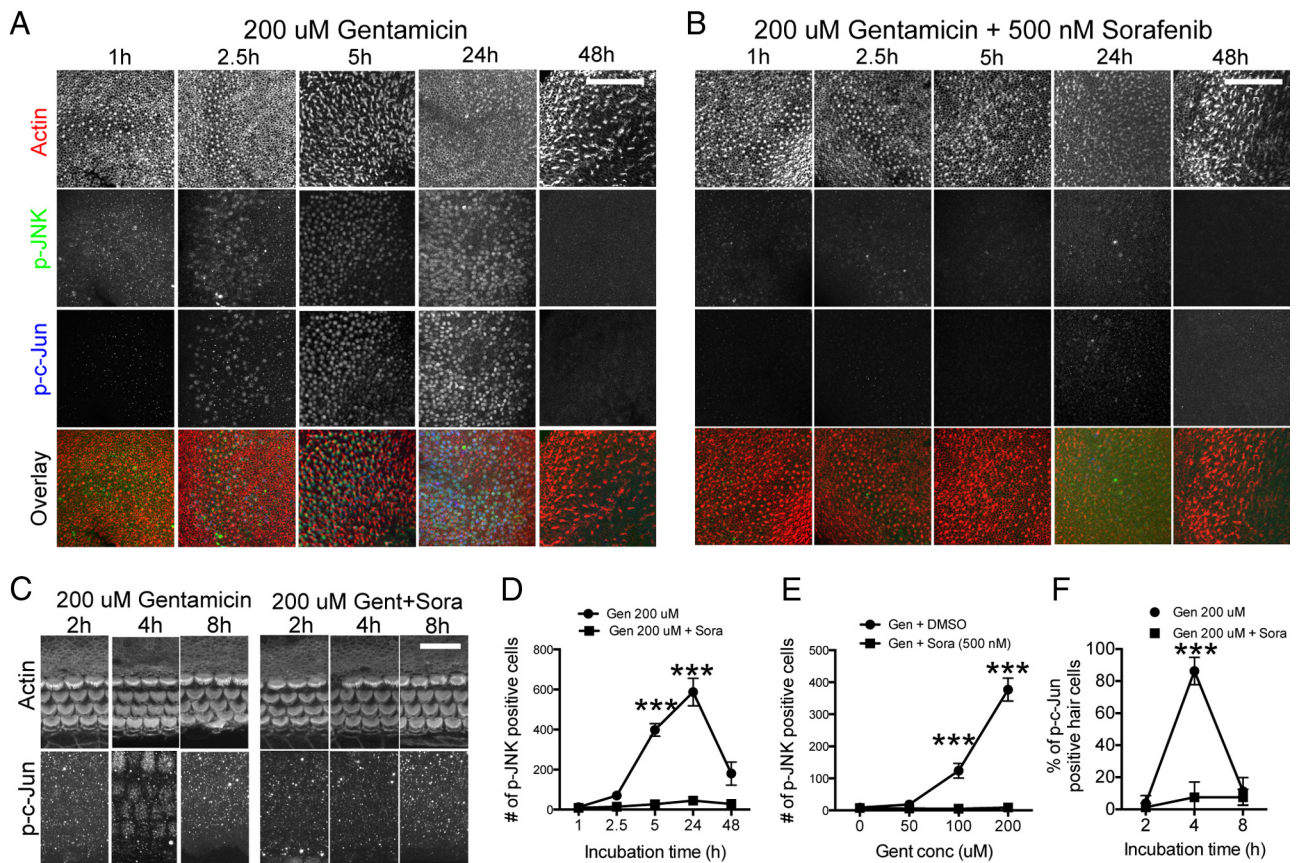 A
200 uM Gentamicin
1h 2.5h 5h 24h 48h
Actin
p-JNK
p-c-Jun
Overlay
B
200 uM Gentamicin + 500 nM Sorafenib
1h 2.5h 5h 24h 48h
C
200 uM Gentamicin 200 uM Gent+Sora
2h 4h 8h 2h 4h 8h
Actin
p-c-Jun
D
Gen 200 uM
Gen 200 uM + Sora
# of p-JNK positive cells
800
600
400
200
0
*** ***
1 2.5 5 24 48
Incubation time (h)
E
Gen + DMSO
Gen + Sora (500 nM)
# of p-JNK positive cells
500
400
300
200
100
0
*** ***
0 50 100 200
Gent conc (uM)
F
Gen 200 uM
Gen 200 uM + Sora
% of p-c-Jun
positive hair cells
100
80
60
40
20
0
***
2 4 8
Incubation time (h)